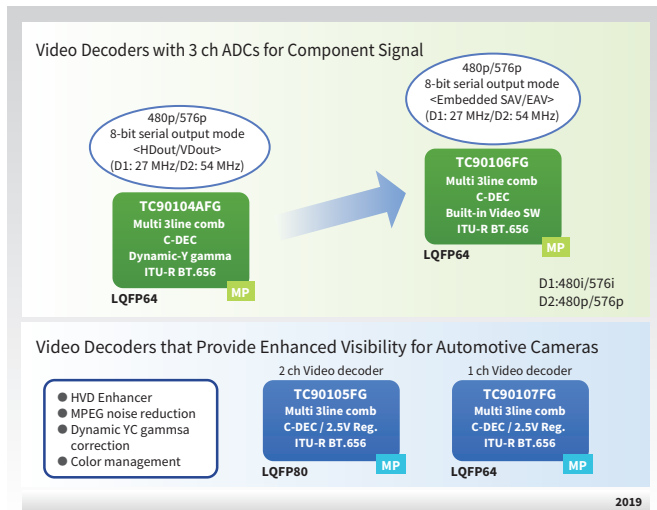 Video Decoders with 3 ch ADCs for Component Signal
480p/576p
8-bit serial output mode
<HDout/VDout>
(D1: 27 MHz/D2: 54 MHz)
TC90104AFG
Multi 3line comb
C-DEC
Dynamic-Y gamma
ITU-R BT.656
MP
LQFP64
480p/576p
8-bit serial output mode
<Embedded SAV/EAV>
(D1: 27 MHz/D2: 54 MHz)
TC90106FG
Multi 3line comb
C-DEC
Built-in Video SW
ITU-R BT.656
MP
LQFP64
D1:480i/576i
D2:480p/576p
Video Decoders that Provide Enhanced Visibility for Automotive Cameras
● HVD Enhancer
● MPEG noise reduction
● Dynamic YC gammsa
correction
● Color management
2 ch Video decoder
TC90105FG
Multi 3line comb
C-DEC / 2.5V Reg.
ITU-R BT.656
MP
LQFP80
1 ch Video decoder
TC90107FG
Multi 3line comb
C-DEC / 2.5V Reg.
ITU-R BT.656
MP
LQFP64
2019